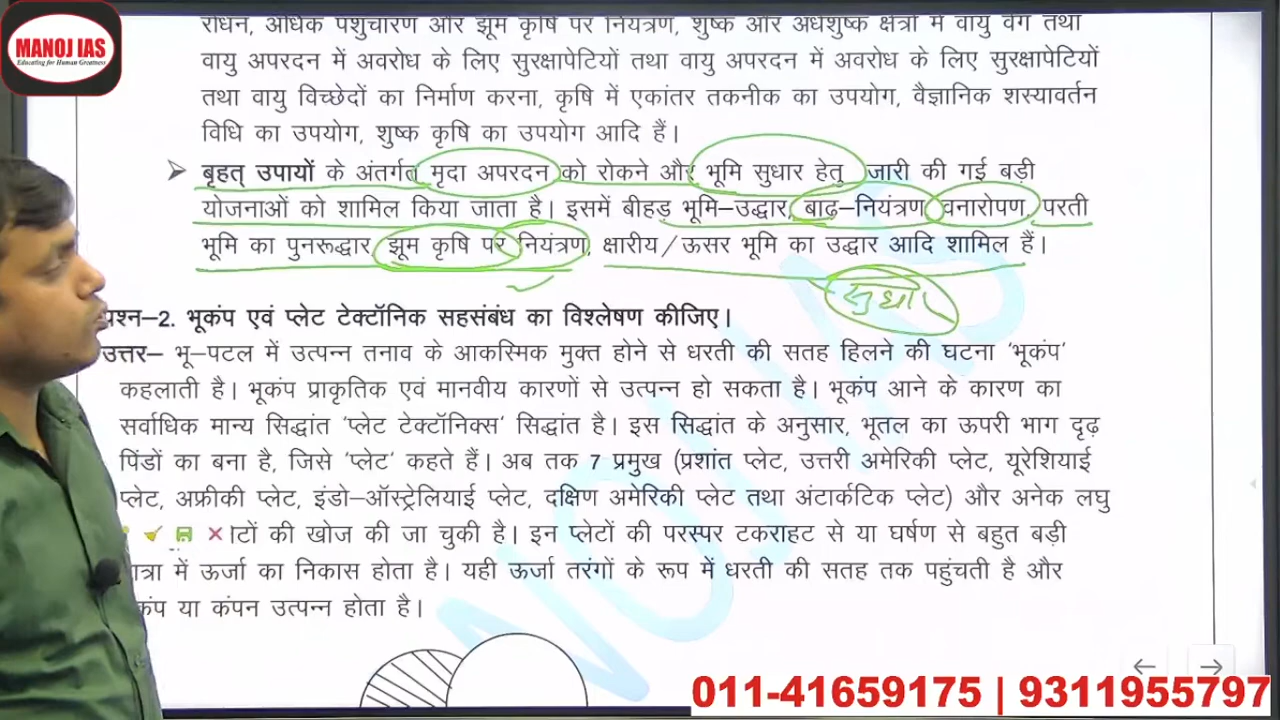 MANOJ IAS
Educating for Human Greatness
रोधन, अधिक पशुचारण और झूम कृषि पर नियंत्रण, शुष्क और अर्धशुष्क क्षेत्रों में वायु वेग तथा
वायु अपरदन में अवरोध के लिए सुरक्षापेटियों तथा वायु अपरदन में अवरोध के लिए सुरक्षापेटियों
तथा वायु विच्छेदों का निर्माण करना, कृषि में एकांतर तकनीक का उपयोग, वैज्ञानिक शस्यावर्तन
विधि का उपयोग, शुष्क कृषि का उपयोग आदि हैं।
➢ बृहत् उपायों के अंतर्गत मृदा अपरदन को रोकने और भूमि सुधार हेतु जारी की गई बड़ी
योजनाओं को शामिल किया जाता है। इसमें बीहड़ भूमि–उद्धार, बाढ़–नियंत्रण वनारोपण, परती
भूमि का पुनरूद्धार झूम कृषि पर नियंत्रण, क्षारीय/ऊसर भूमि का उद्धार आदि शामिल हैं।
प्रश्न–2. भूकंप एवं प्लेट टेक्टॉनिक सहसंबंध का विश्लेषण कीजिए।
उत्तर– भू–पटल में उत्पन्न तनाव के आकस्मिक मुक्त होने से धरती की सतह हिलने की घटना 'भूकंप'
कहलाती है। भूकंप प्राकृतिक एवं मानवीय कारणों से उत्पन्न हो सकता है। भूकंप आने के कारण का
सर्वाधिक मान्य सिद्धांत 'प्लेट टेक्टॉनिक्स' सिद्धांत है। इस सिद्धांत के अनुसार, भूतल का ऊपरी भाग दृढ़
पिंडों का बना है, जिसे 'प्लेट' कहते हैं। अब तक 7 प्रमुख (प्रशांत प्लेट, उत्तरी अमेरिकी प्लेट, यूरेशियाई
प्लेट, अफ्रीकी प्लेट, इंडो–ऑस्ट्रेलियाई प्लेट, दक्षिण अमेरिकी प्लेट तथा अंटार्कटिक प्लेट) और अनेक लघु
की खोज की जा चुकी है। इन प्लेटों की परस्पर टकराहट से या घर्षण से बहुत बड़ी
मात्रा में ऊर्जा का निकास होता है। यही ऊर्जा तरंगों के रूप में धरती की सतह तक पहुंचती है और
भूकंप या कंपन उत्पन्न होता है।
011-41659175 | 9311955797